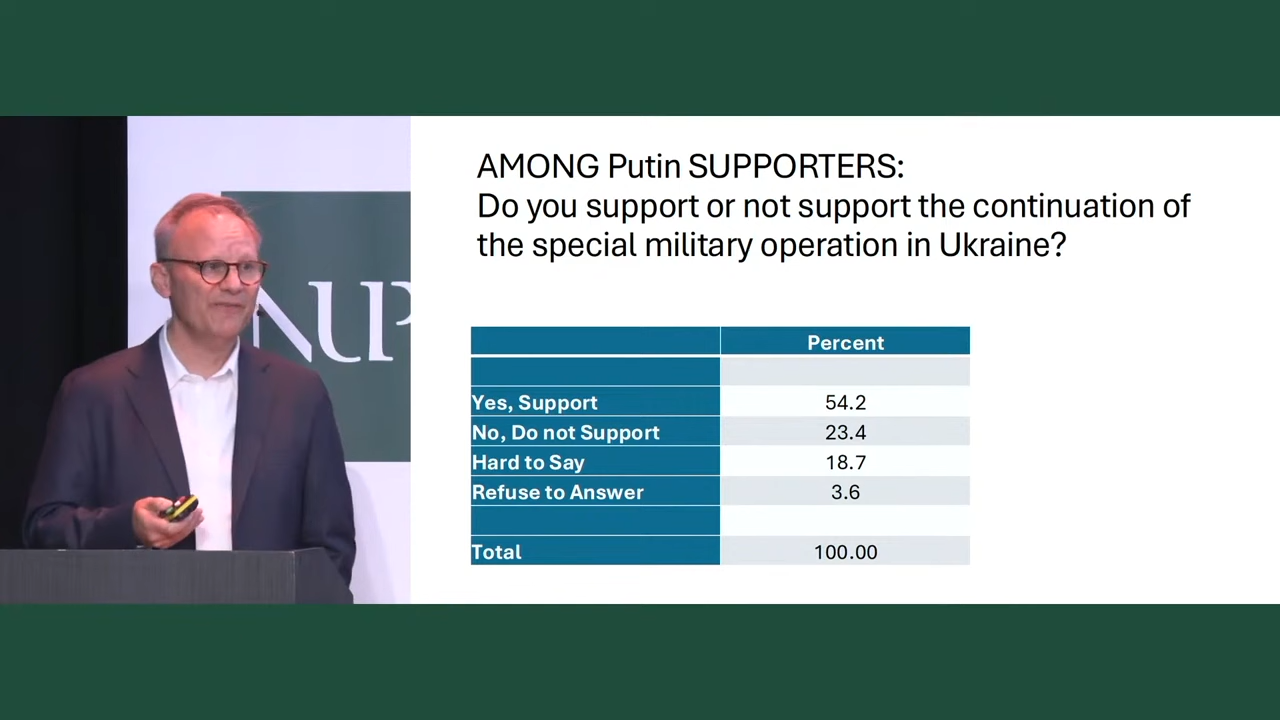 NUP
AMONG Putin SUPPORTERS:
Do you support or not support the continuation of
the special military operation in Ukraine?
Percent
Yes, Support 54.2
No, Do not Support 23.4
Hard to Say 18.7
Refuse to Answer 3.6
Total 100.00